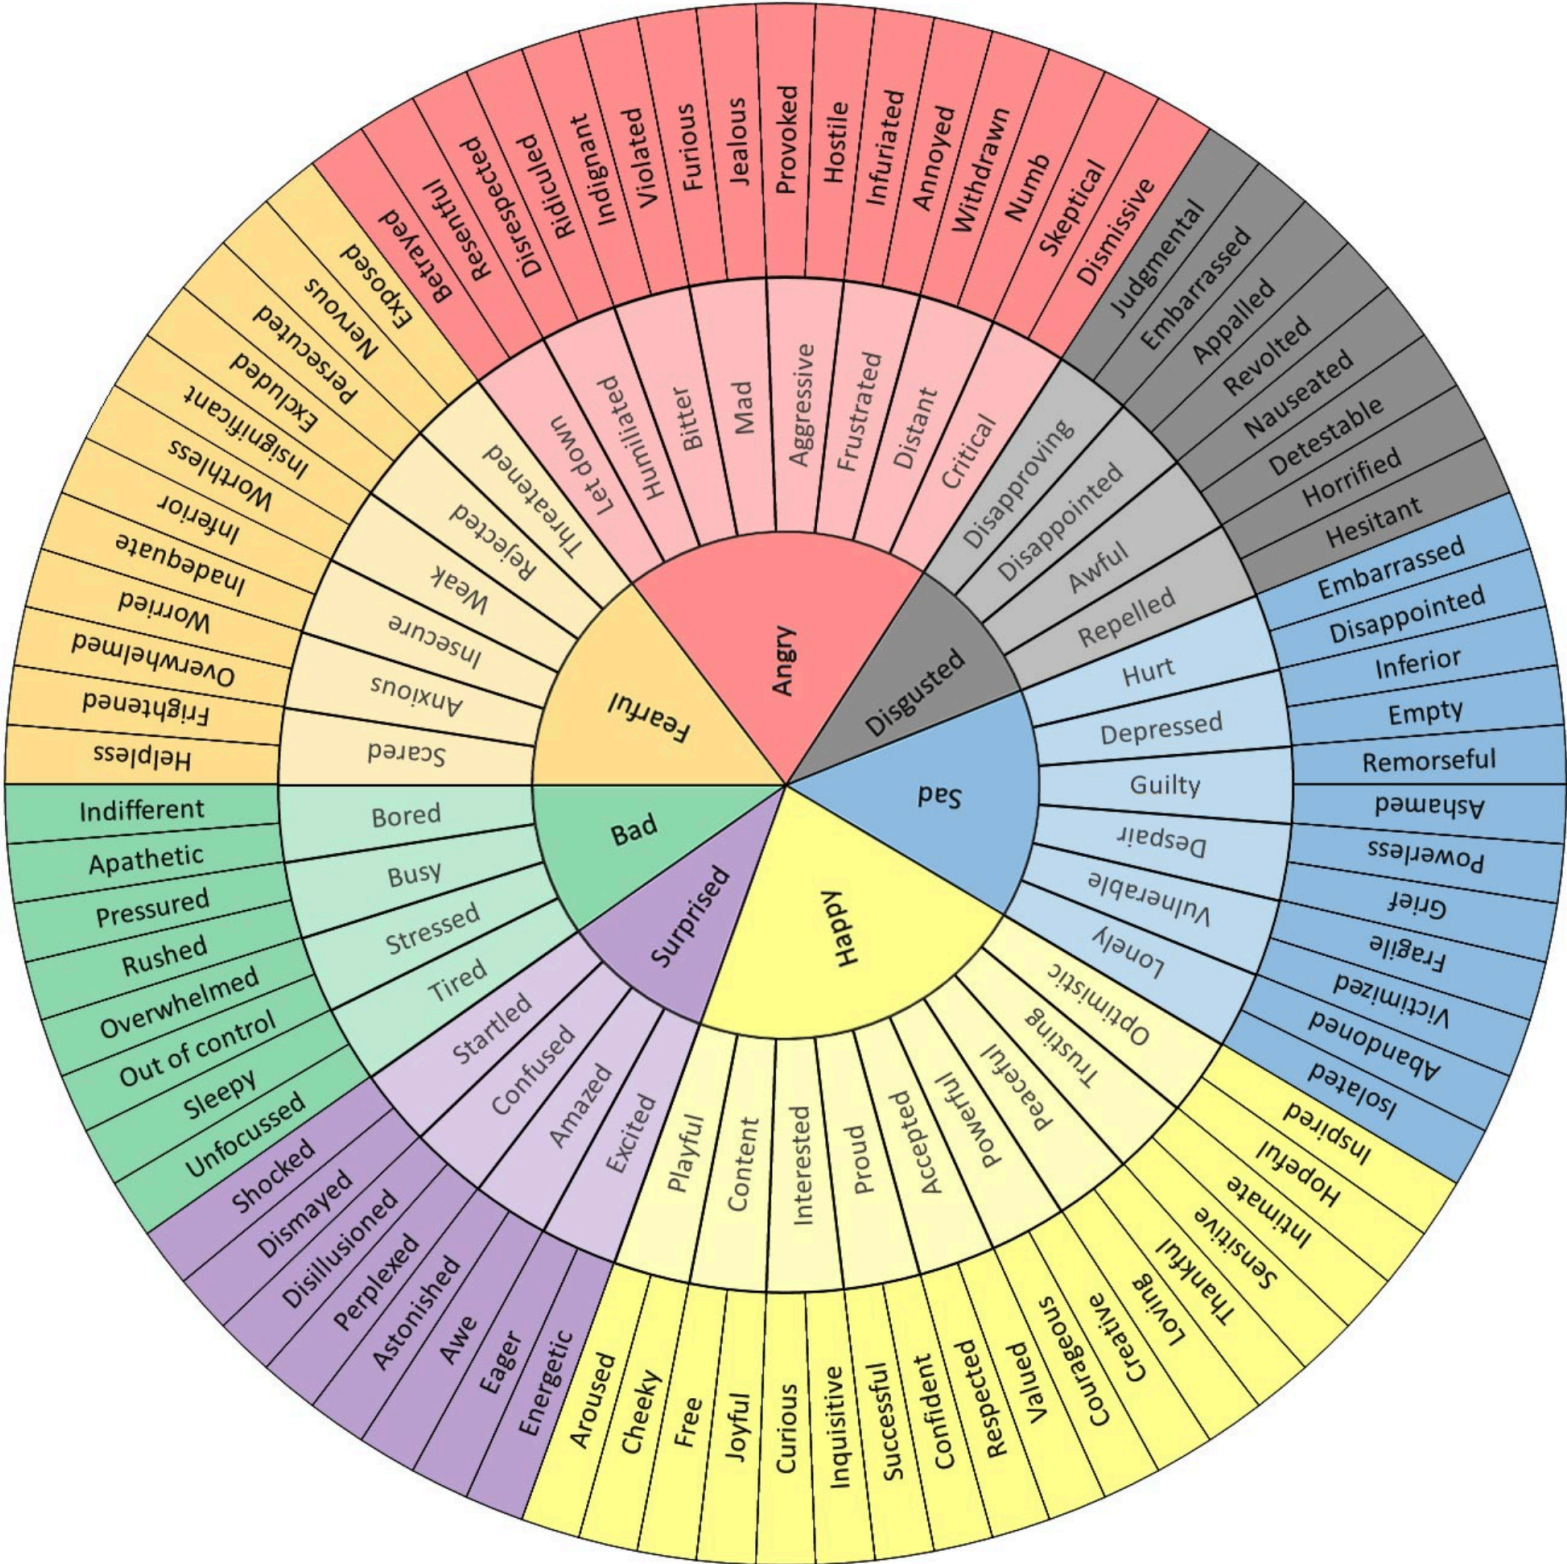 Angry
Disgusted
Sad
Happy
Surprised
Bad
Fearful
Let down
Humiliated
Bitter
Mad
Aggressive
Frustrated
Distant
Critical
Disapproving
Disappointed
Awful
Repelled
Hurt
Depressed
Guilty
Despair
Vulnerable
Lonely
Optimistic
Trusting
Peaceful
Powerful
Accepted
Proud
Interested
Content
Playful
Excited
Amazed
Confused
Startled
Tired
Stressed
Busy
Bored
Scared
Anxious
Insecure
Weak
Rejected
Threatened
Betrayed
Resentful
Disrespected
Ridiculed
Indignant
Violated
Furious
Jealous
Provoked
Hostile
Infuriated
Annoyed
Withdrawn
Numb
Skeptical
Dismissive
Judgmental
Embarrassed
Appalled
Revolted
Nauseated
Detestable
Horrified
Hesitant
Embarrassed
Disappointed
Inferior
Empty
Remorseful
Ashamed
Powerless
Grief
Fragile
Victimized
Abandoned
Isolated
Inspired
Hopeful
Intimate
Sensitive
Thankful
Loving
Creative
Courageous
Valued
Respected
Confident
Successful
Inquisitive
Curious
Joyful
Free
Cheeky
Aroused
Energetic
Eager
Awe
Astonished
Perplexed
Disillusioned
Dismayed
Shocked
Unfocussed
Sleepy
Out of control
Overwhelmed
Rushed
Pressured
Apathetic
Indifferent
Helpless
Frightened
Overwhelmed
Worried
Inadequate
Inferior
Worthless
Insignificant
Excluded
Persecuted
Nervous
Exposed